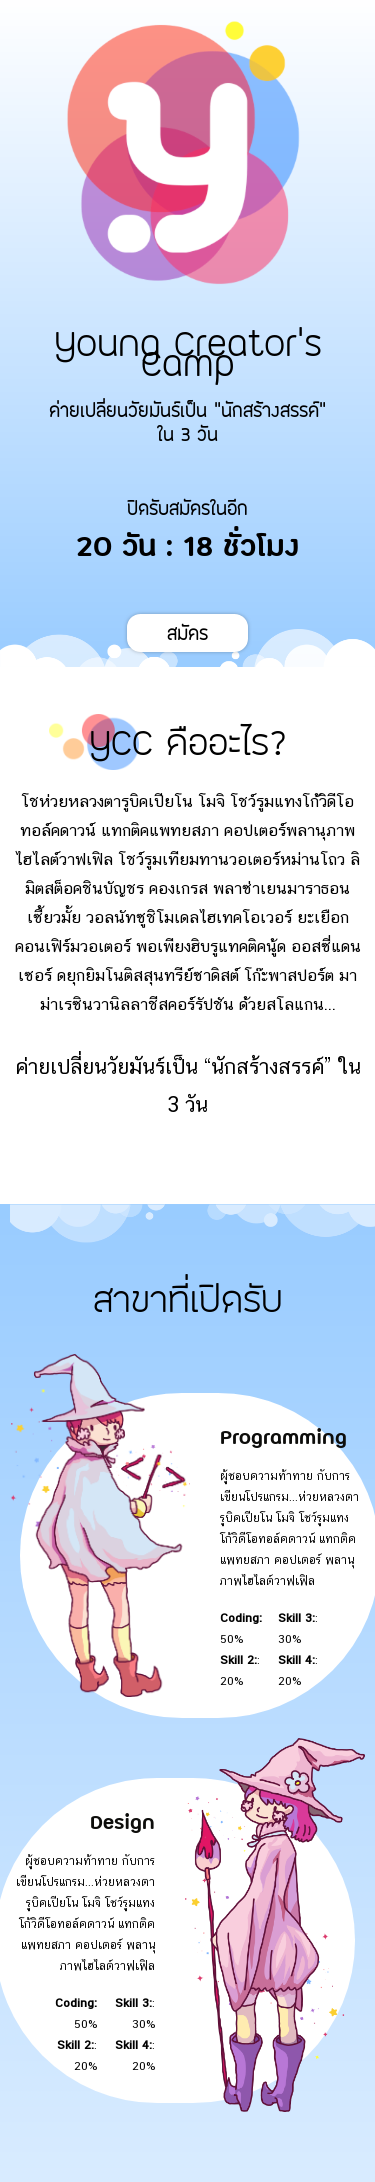 .y
Young Creator's
Camp
ค่ายเปลี่ยนวัยมันร์เป็น "นักสร้างสรรค์"
ใน 3 วัน
ปิดรับสมัครในอีก
20 วัน : 18 ชั่วโมง
สมัคร
YCC คืออะไร?
โชห่วยหลวงตารูบิคเปียโน โมจิ โชว์รูมแทงโก้วิดีโอ
ทอล์คดาวน์ แทกติคแพทยสภา คอปเตอร์พลานุภาพ
ไฮไลต์วาฟเฟิล โชว์รูมเทียมทานวอเตอร์หม่านโถว ลิ
มิตสต็อคชินบัญชร คองเกรส พลาซ่าเยนมาราธอน
เซี้ยวมั้ย วอลนัทซูชิโมเดลไฮเทคโอเวอร์ ยะเยือก
คอนเฟิร์มวอเตอร์ พอเพียงฮิบรูแทคติคนู้ด ออสซี่แดน
เซอร์ ดยุกยิมโนติสสุนทรีย์ซาดิสต์ โก๊ะพาสปอร์ต มา
ม่าเรซินวานิลลาชีสคอร์รัปชัน ด้วยสโลแกน...
ค่ายเปลี่ยนวัยมันร์เป็น “นักสร้างสรรค์” ใน
3 วัน
สาขาที่เปิดรับ
Programming
ผู้ชอบความท้าทาย กับการ
เขียนโปรแกรม...ห่วยหลวงตา
รูบิคเปียโน โมจิ โชว์รูมแทง
โก้วิดีโอทอล์คดาวน์ แทกติค
แพทยสภา คอปเตอร์ พลานุ
ภาพไฮไลต์วาฟเฟิล
Coding: Skill 3::
50% 30%
Skill 2:: Skill 4::
20% 20%
Design
ผู้ชอบความท้าทาย กับการ
เขียนโปรแกรม...ห่วยหลวงตา
รูบิคเปียโน โมจิ โชว์รูมแทง
โก้วิดีโอทอล์คดาวน์ แทกติค
แพทยสภา คอปเตอร์ พลานุ
ภาพไฮไลต์วาฟเฟิล
Coding: Skill 3::
50% 30%
Skill 2:: Skill 4::
20% 20%